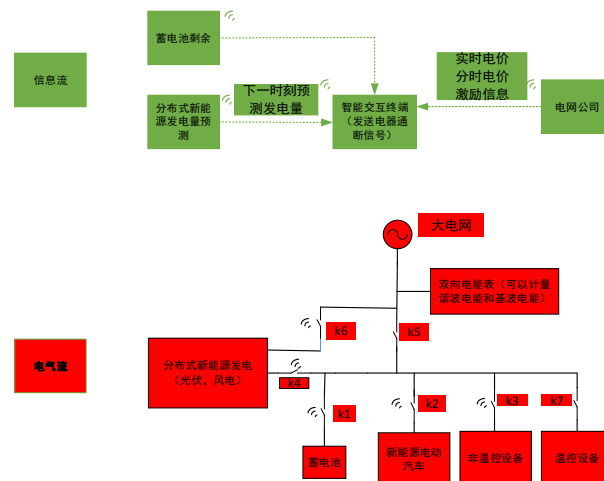 蓄电池剩余
信息流
分布式新能
源发电量预
测
下一时刻预
测发电量
智能交互终端
（发送电器通
断信号）
实时电价
分时电价
激励信息
电网公司
大电网
双向电能表（可以计量
谐波电能和基波电能）
k6
k5
电气流
分布式新能源发电
（光伏，风电）
k4
k1
k2
k3
k7
蓄电池
新能源电动
汽车
非温控设备
温控设备